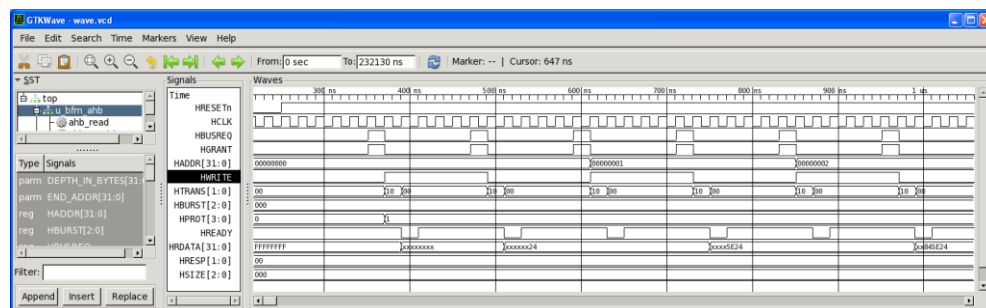 GTKWave - wave.vcd
File Edit Search Time Markers View Help
From: 0 sec To: 232130 ns Marker: -- | Cursor: 647 ns
SST
top
u_bfm_ahb
ahb_read
Type Signals
parm DEPTH_IN_BYTES[31:
parm END_ADDR[31:0]
reg HADDR[31:0]
reg HBURST[2:0]
Filter:
Append Insert Replace
Signals
Time
HRESETn
HCLK
HBUSREQ
HGRANT
HADDR[31:0]
HWRITE
HTRANS[1:0]
HBURST[2:0]
HPROT[3:0]
HREADY
HRDATA[31:0]
HRESP[1:0]
HSIZE[2:0]
Waves
300 ns 400 ns 500 ns 600 ns 700 ns 800 ns 900 ns 1 us
00000000 00000001 00000002
00 10 00 10 00 10 00 10 00 10 00 10 00
000
0 1
FFFFFFFF xxxxxxxx xxxxxx24 xxxx5E24 xx845E24
00
000